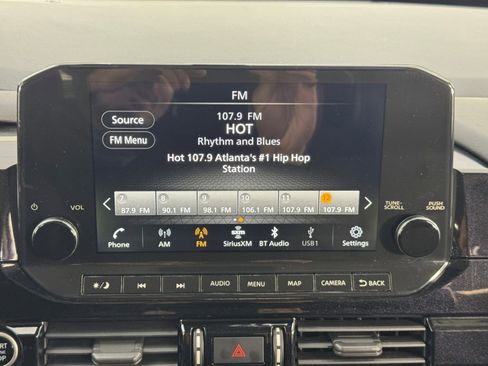 FM
Source
107.9 FM
HOT
FM Menu
Rhythm and Blues
Hot 107.9 Atlanta's #1 Hip Hop
Station
7 8 9 10 11 12
87.9 FM 90.1 FM 98.1 FM 106.1 FM 107.9 FM 107.9 FM
VOL
TUNE-
SCROLL
PUSH
SOUND
Phone AM FM SiriusXM BT Audio USB1 Settings
AUDIO MENU MAP CAMERA BACK